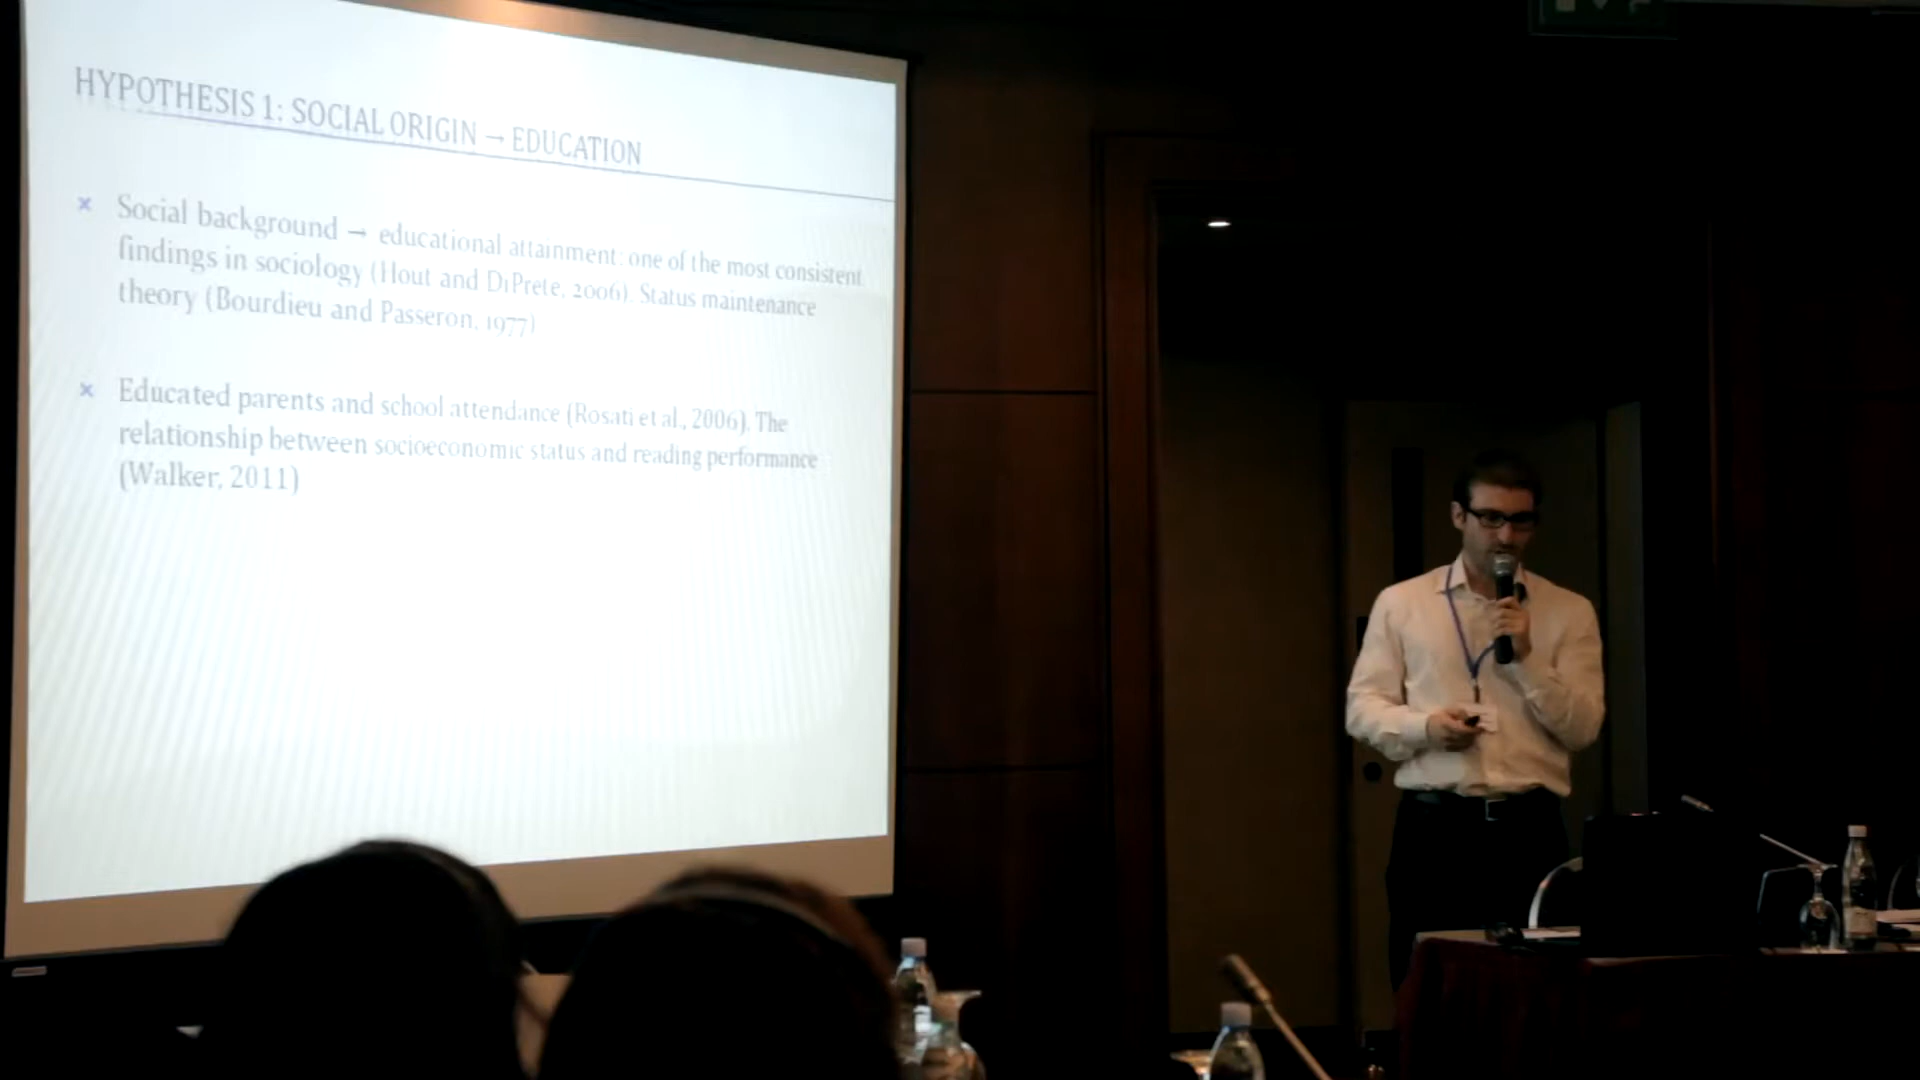 HYPOTHESIS 1: SOCIAL ORIGIN → EDUCATION
Social background → educational attainment: one of the most consistent
findings in sociology (Hout and DiPrete, 2006). Status maintenance
theory (Bourdieu and Passeron, 1977)
Educated parents and school attendance (Rosati et al., 2006). The
relationship between socioeconomic status and reading performance
(Walker, 2011)